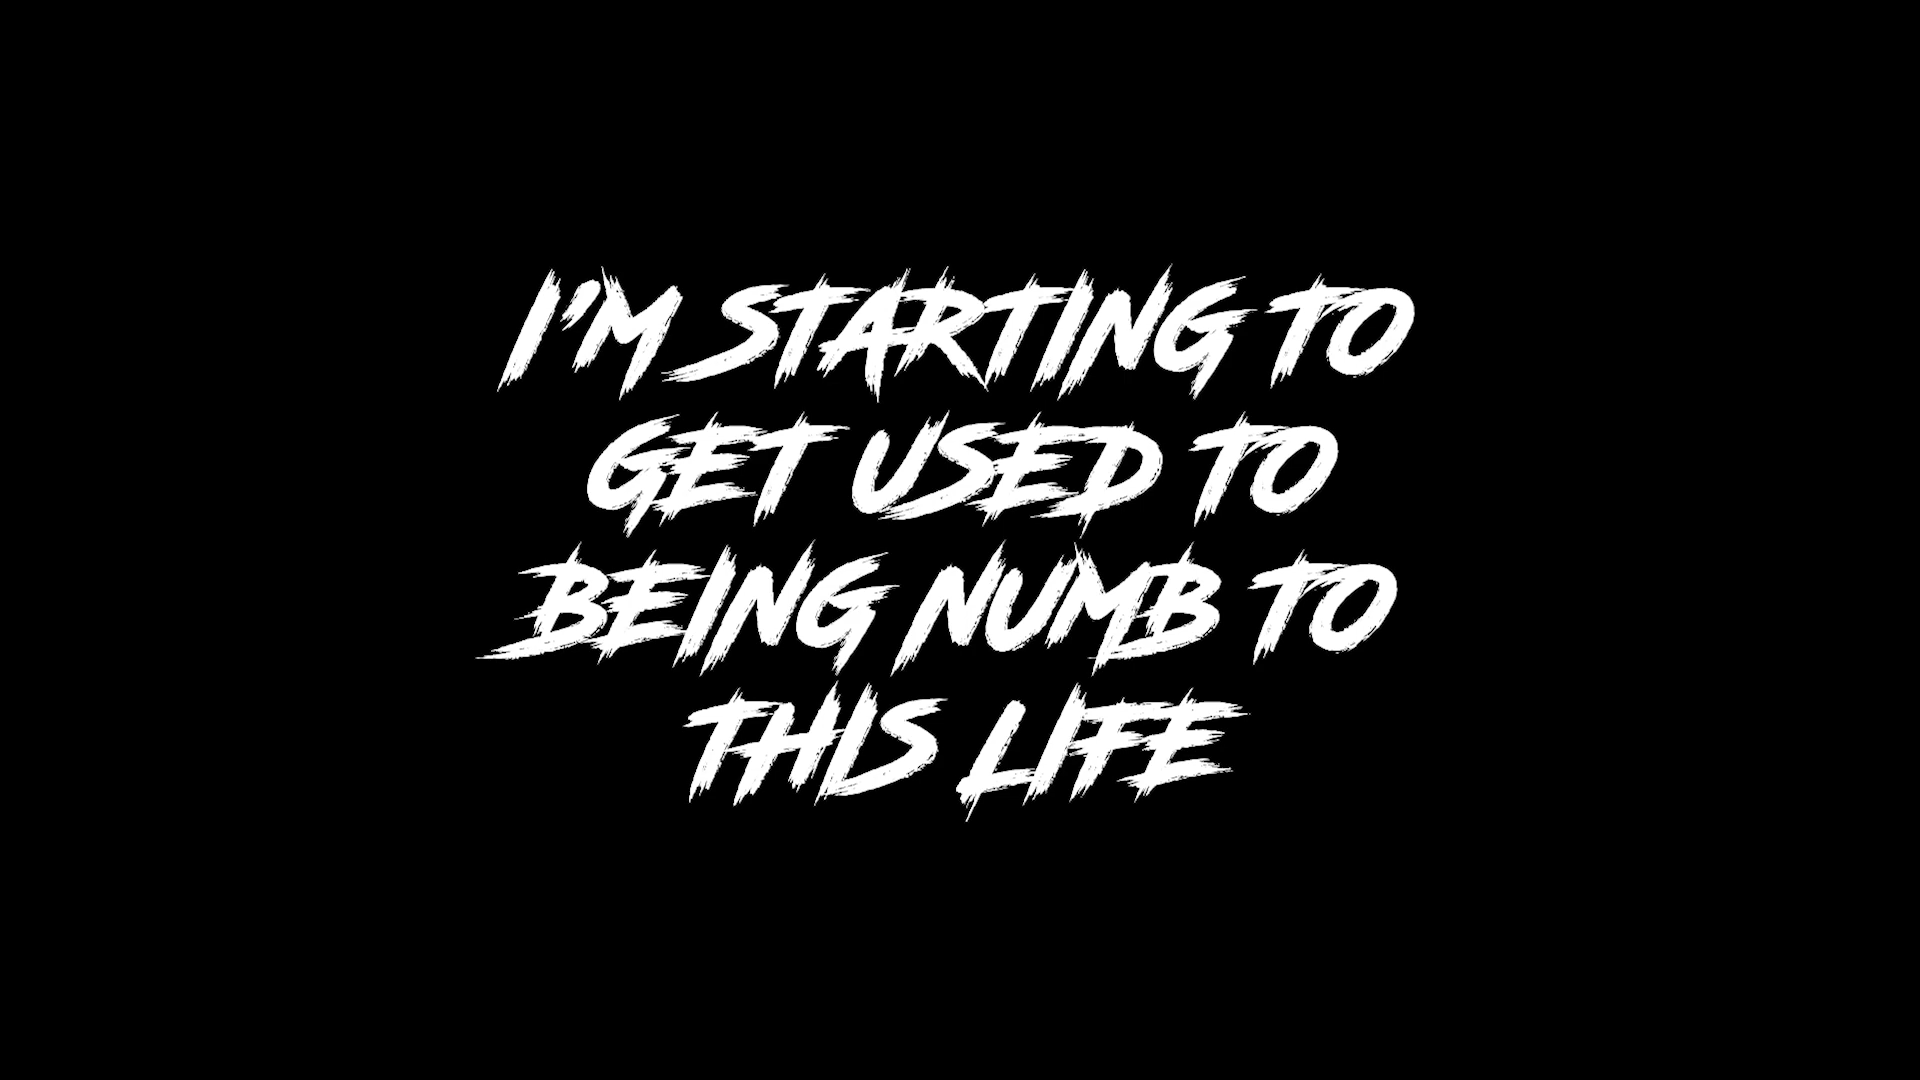 I'M STARTING TO
GET USED TO
BEING NUMB TO
THIS LIFE